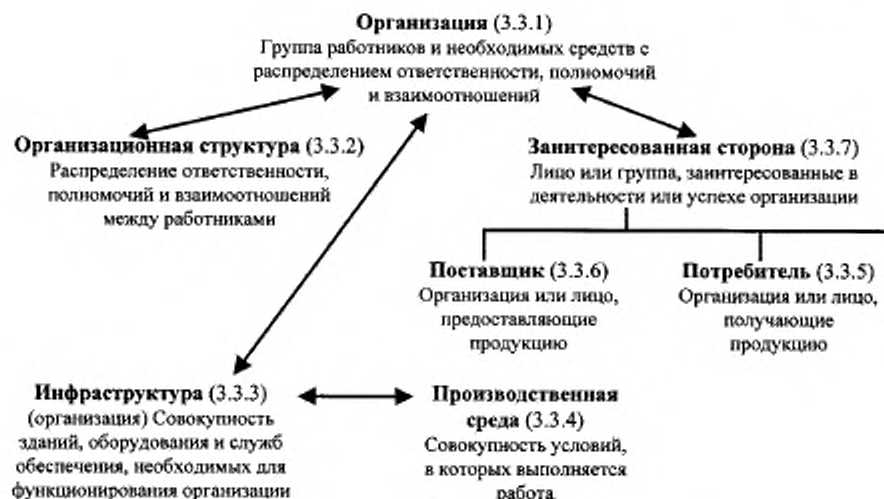 Организация (3.3.1)
Группа работников и необходимых средств с
распределением ответственности, полномочий
и взаимоотношений
Организационная структура (3.3.2)
Распределение ответственности,
полномочий и взаимоотношений
между работниками
Заинтересованная сторона (3.3.7)
Лицо или группа, заинтересованные в
деятельности или успехе организации
Поставщик (3.3.6)
Организация или лицо,
предоставляющие
продукцию
Потребитель (3.3.5)
Организация или лицо,
получающие
продукцию
Инфраструктура (3.3.3)
(организация) Совокупность
зданий, оборудования и служб
обеспечения, необходимых для
функционирования организации
Производственная
среда (3.3.4)
Совокупность условий,
в которых выполняется
работа